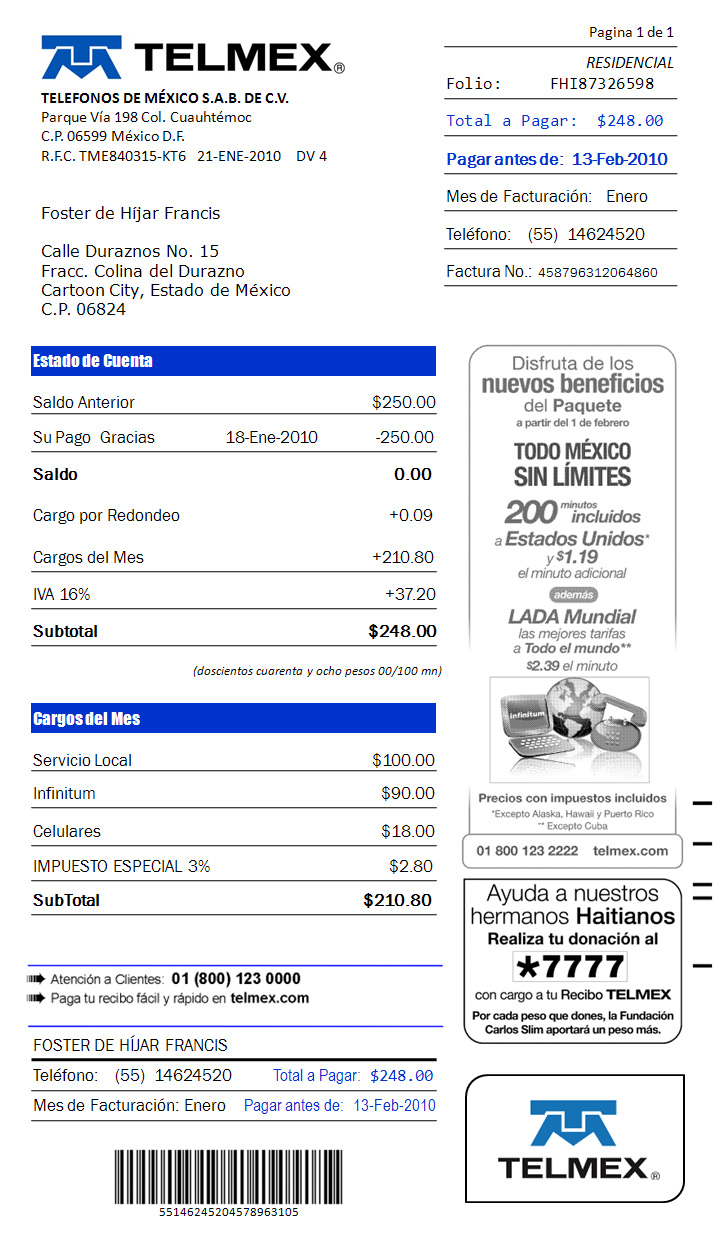 TELMEX®
TELEFONOS DE MÉXICO S.A.B. DE C.V.
Parque Vía 198 Col. Cuauhtémoc
C.P. 06599 México D.F.
R.F.C. TME840315-KT6 21-ENE-2010 DV 4
Pagina 1 de 1
RESIDENCIAL
Folio: FHI87326598
Total a Pagar: $248.00
Pagar antes de: 13-Feb-2010
Mes de Facturación: Enero
Teléfono: (55) 14624520
Factura No.: 458796312064860
Foster de Híjar Francis
Calle Duraznos No. 15
Fracc. Colina del Durazno
Cartoon City, Estado de México
C.P. 06824
Estado de Cuenta
Saldo Anterior $250.00
Su Pago Gracias 18-Ene-2010 -250.00
Saldo 0.00
Cargo por Redondeo +0.09
Cargos del Mes +210.80
IVA 16% +37.20
Subtotal $248.00
(doscientos cuarenta y ocho pesos 00/100 mn)
Cargos del Mes
Servicio Local $100.00
Infinitum $90.00
Celulares $18.00
IMPUESTO ESPECIAL 3% $2.80
SubTotal $210.80
Disfruta de los
nuevos beneficios
del Paquete
a partir del 1 de febrero
TODO MÉXICO
SIN LÍMITES
200 minutos incluidos
a Estados Unidos*
y $1.19
el minuto adicional
además
LADA Mundial
las mejores tarifas
a Todo el mundo**
$2.39 el minuto
infinitum
Precios con impuestos incluidos
*Excepto Alaska, Hawaii y Puerto Rico
** Excepto Cuba
01 800 123 2222 telmex.com
Ayuda a nuestros
hermanos Haitianos
Realiza tu donación al
*7777
con cargo a tu Recibo TELMEX
Por cada peso que dones, la Fundación
Carlos Slim aportará un peso más.
Atención a Clientes: 01 (800) 123 0000
Paga tu recibo fácil y rápido en telmex.com
FOSTER DE HÍJAR FRANCIS
Teléfono: (55) 14624520 Total a Pagar: $248.00
Mes de Facturación: Enero Pagar antes de: 13-Feb-2010
55146245204578963105
TELMEX®